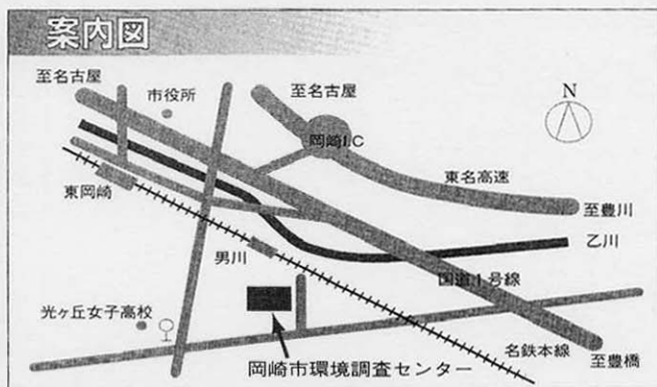 案内図
至名古屋
市役所
至名古屋
N
岡崎I.C
東名高速
至豊川
東岡崎
乙川
男川
国道1号線
光ヶ丘女子高校
名鉄本線
至豊橋
岡崎市環境調査センター